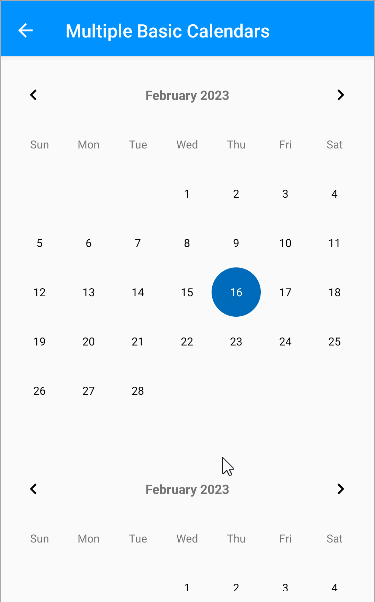 Multiple Basic Calendars
February 2023
Sun Mon Tue Wed Thu Fri Sat
1 2 3 4
5 6 7 8 9 10 11
12 13 14 15 16 17 18
19 20 21 22 23 24 25
26 27 28
February 2023
Sun Mon Tue Wed Thu Fri Sat
1 2 3 4